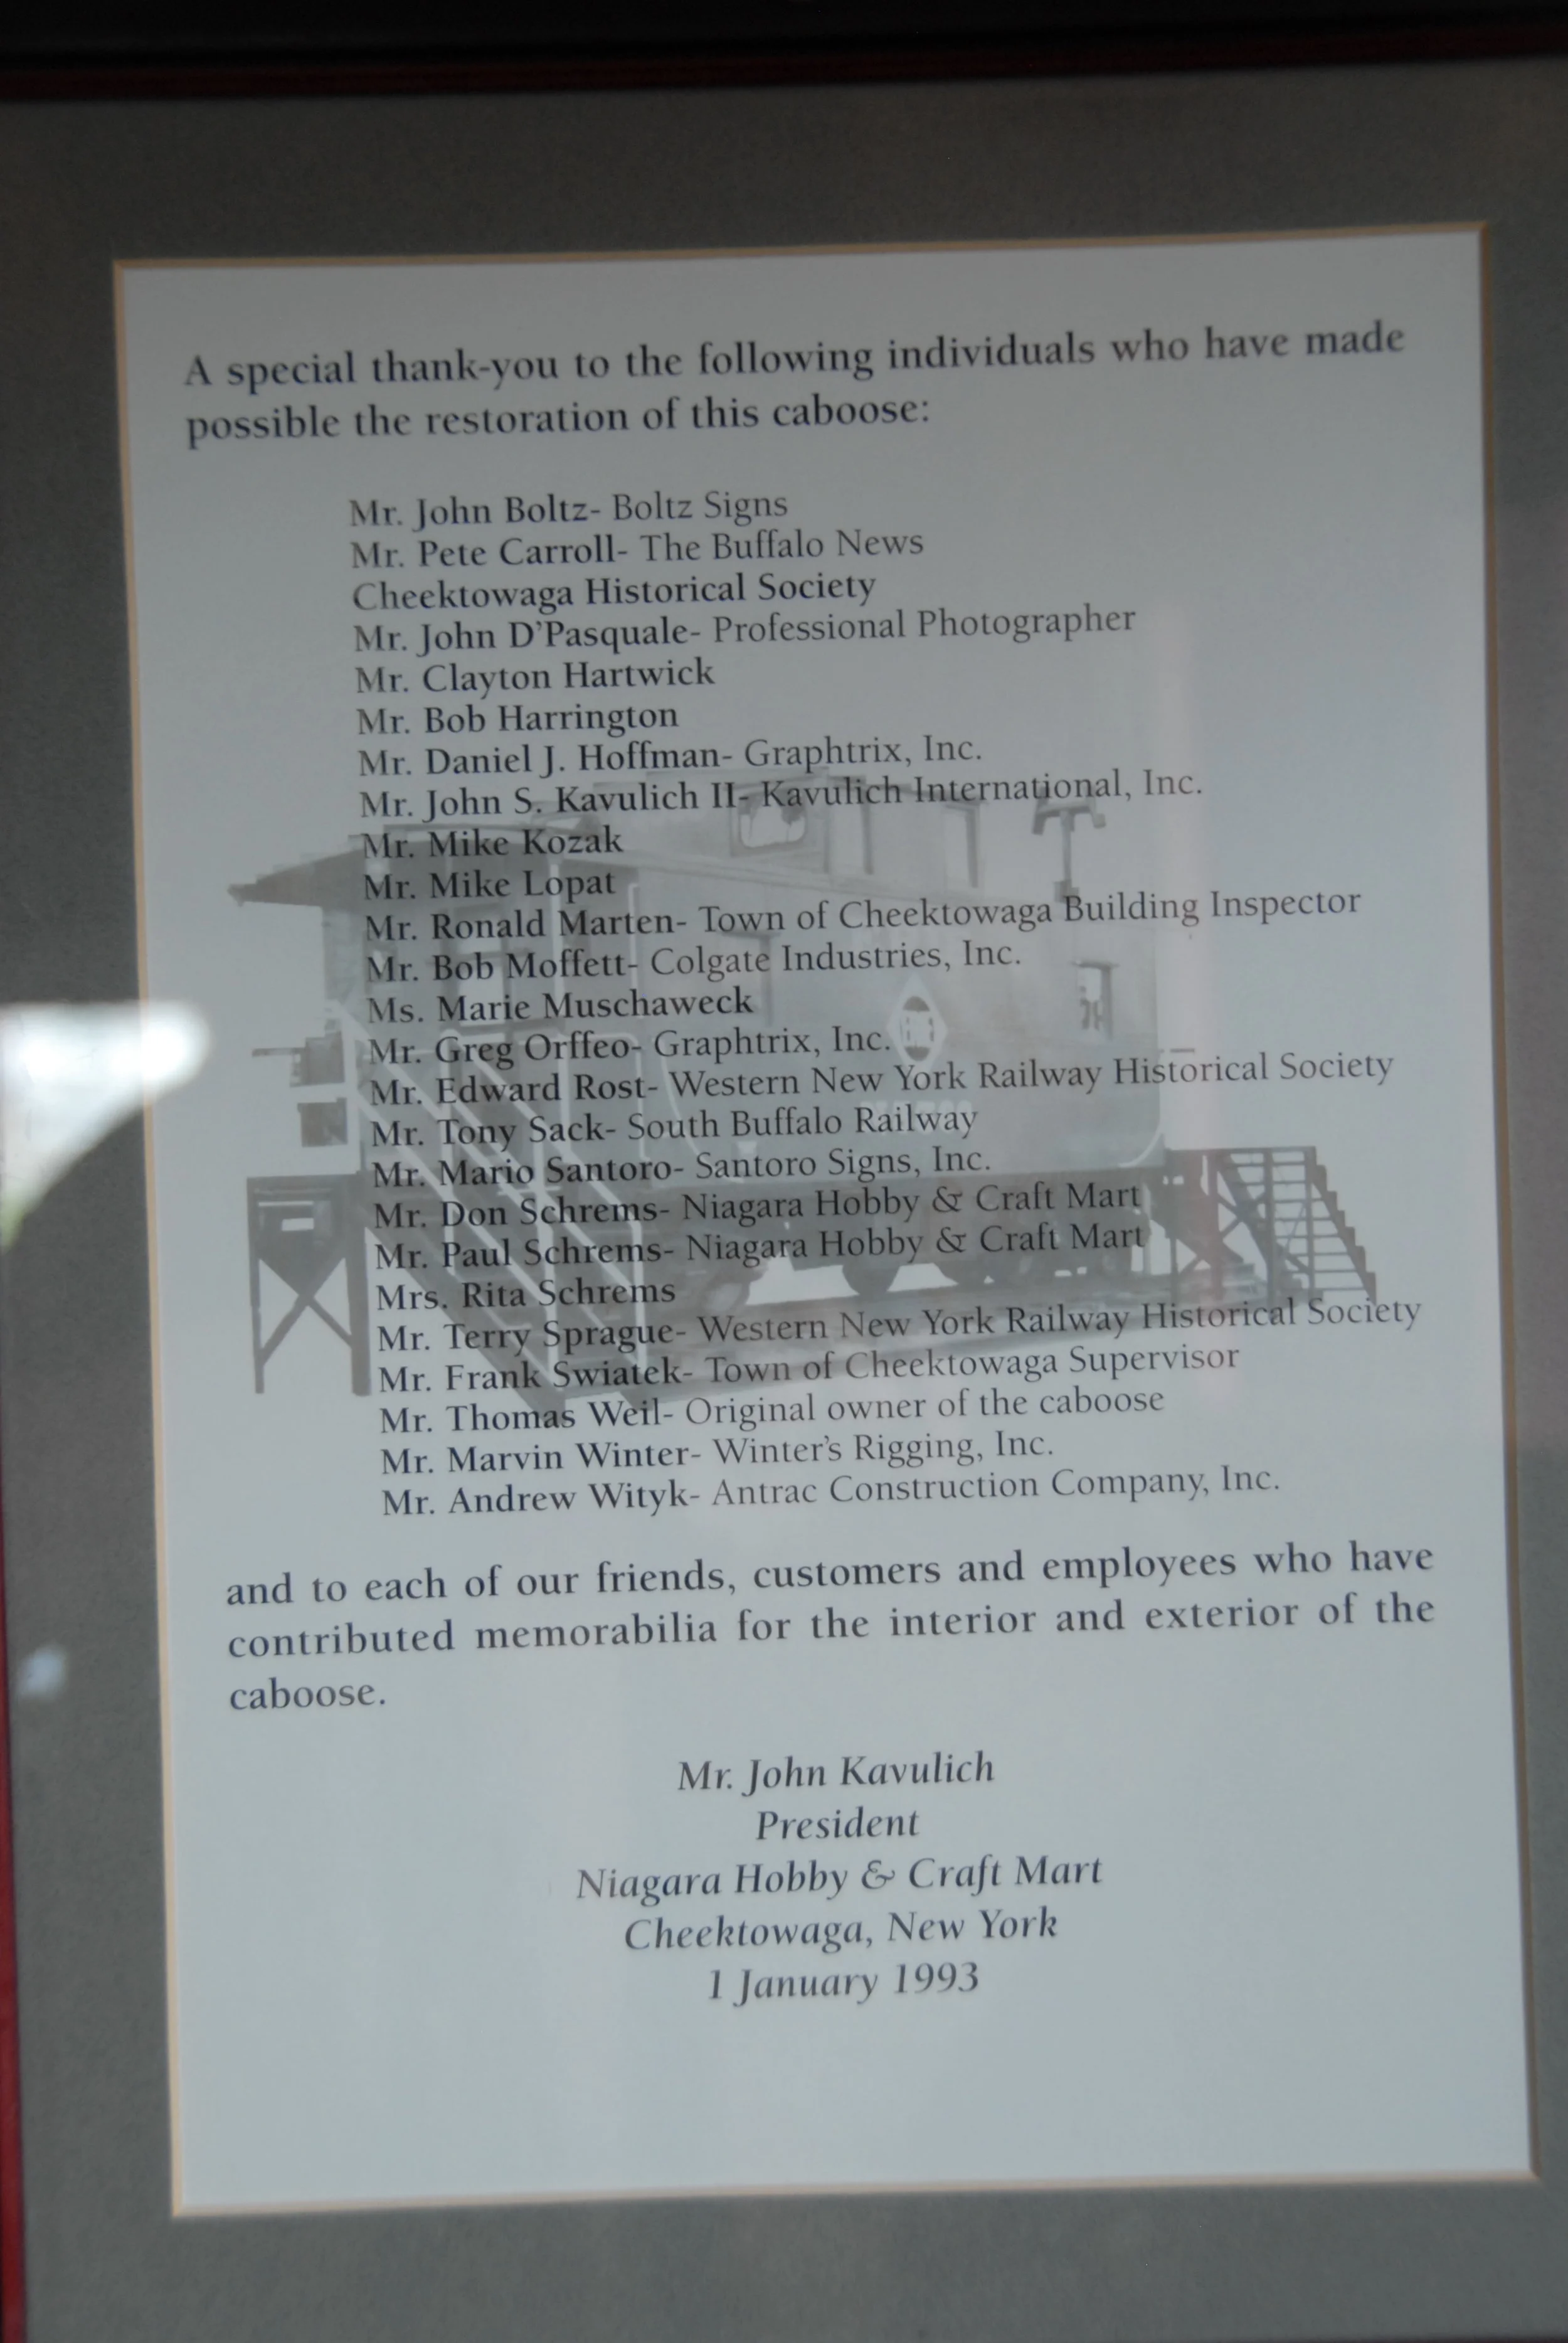 A special thank-you to the following individuals who have made
possible the restoration of this caboose:
Mr. John Boltz- Boltz Signs
Mr. Pete Carroll- The Buffalo News
Cheektowaga Historical Society
Mr. John D'Pasquale- Professional Photographer
Mr. Clayton Hartwick
Mr. Bob Harrington
Mr. Daniel J. Hoffman- Graphtrix, Inc.
Mr. John S. Kavulich II- Kavulich International, Inc.
Mr. Mike Kozak
Mr. Mike Lopat
Mr. Ronald Marten- Town of Cheektowaga Building Inspector
Mr. Bob Moffett- Colgate Industries, Inc.
Ms. Marie Muschaweck
Mr. Greg Orffeo- Graphtrix, Inc.
Mr. Edward Rost- Western New York Railway Historical Society
Mr. Tony Sack- South Buffalo Railway
Mr. Mario Santoro- Santoro Signs, Inc.
Mr. Don Schrems- Niagara Hobby & Craft Mart
Mr. Paul Schrems- Niagara Hobby & Craft Mart
Mrs. Rita Schrems
Mr. Terry Sprague- Western New York Railway Historical Society
Mr. Frank Swiatek- Town of Cheektowaga Supervisor
Mr. Thomas Weil- Original owner of the caboose
Mr. Marvin Winter- Winter's Rigging, Inc.
Mr. Andrew Wityk- Antrac Construction Company, Inc.
and to each of our friends, customers and employees who have
contributed memorabilia for the interior and exterior of the
caboose.
Mr. John Kavulich
President
Niagara Hobby & Craft Mart
Cheektowaga, New York
1 January 1993